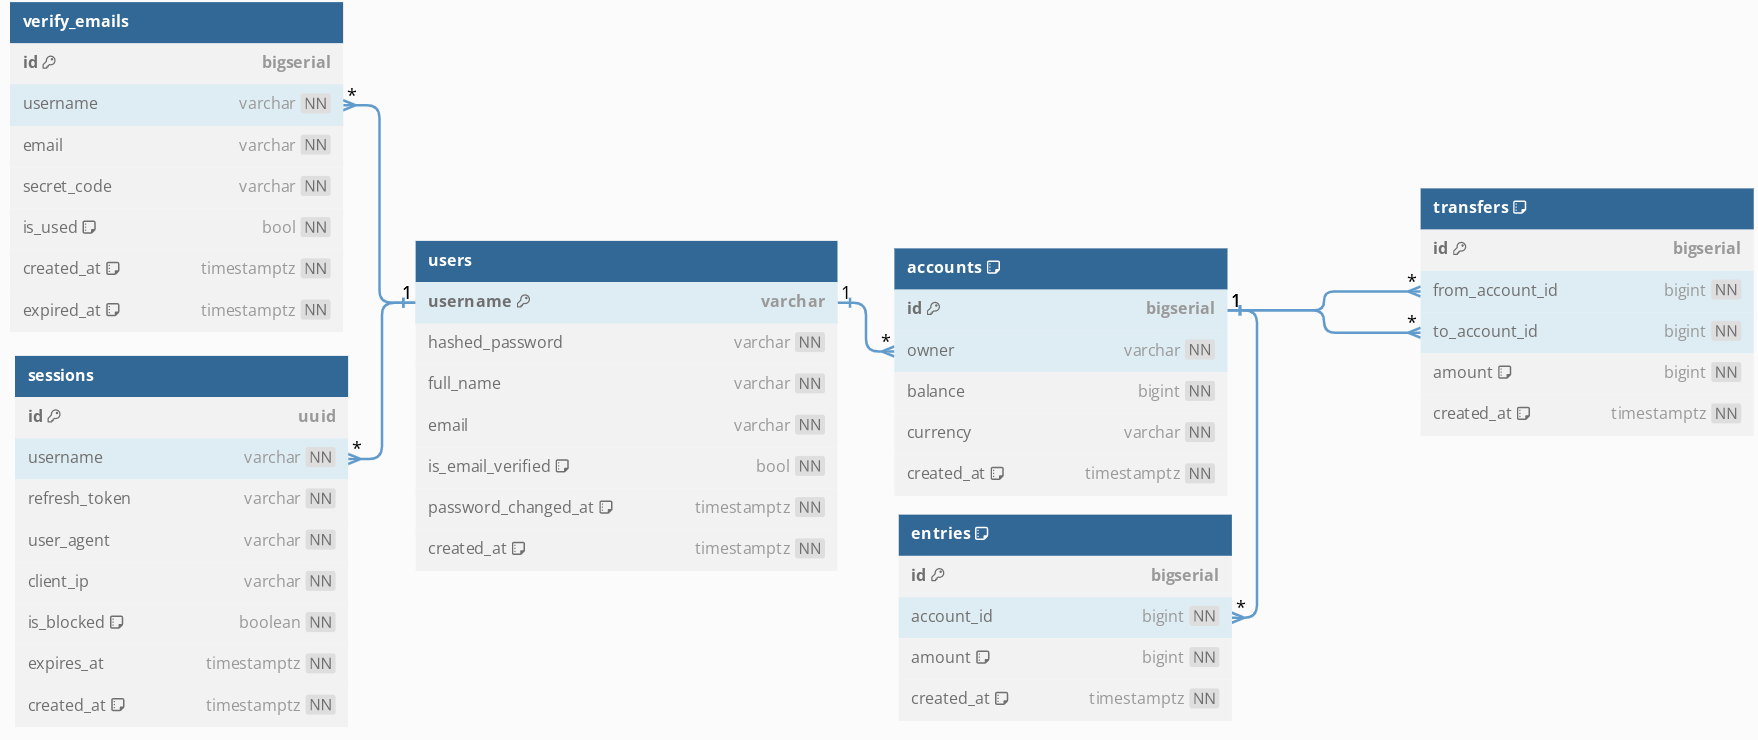 verify_emails
id bigserial
username varchar NN
email varchar NN
secret_code varchar NN
is_used bool NN
created_at timestamptz NN
expired_at timestamptz NN
*
sessions
id uuid
username varchar NN
refresh_token varchar NN
user_agent varchar NN
client_ip varchar NN
is_blocked boolean NN
expires_at timestamptz NN
created_at timestamptz NN
*
1
users
username varchar
hashed_password varchar NN
full_name varchar NN
email varchar NN
is_email_verified bool NN
password_changed_at timestamptz NN
created_at timestamptz NN
1
*
accounts
id bigserial
owner varchar NN
balance bigint NN
currency varchar NN
created_at timestamptz NN
1
entries
id bigserial
account_id bigint NN
amount bigint NN
created_at timestamptz NN
*
*
*
transfers
id bigserial
from_account_id bigint NN
to_account_id bigint NN
amount bigint NN
created_at timestamptz NN